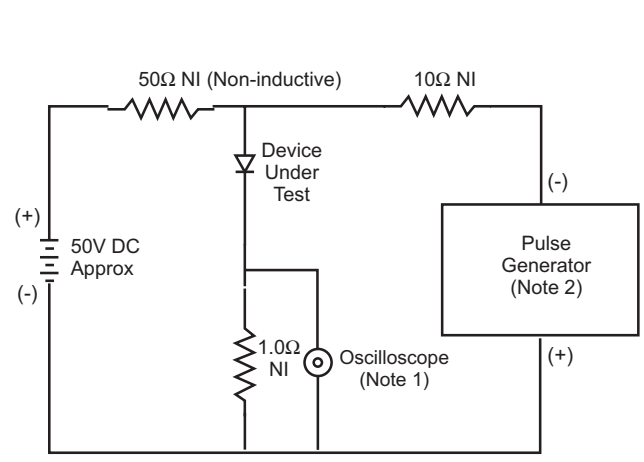 50Ω NI (Non-inductive)
10Ω NI
Device
Under
Test
(-)
(+)
50V DC
Approx
(-)
Pulse
Generator
(Note 2)
1.0Ω
NI
Oscilloscope
(Note 1)
(+)